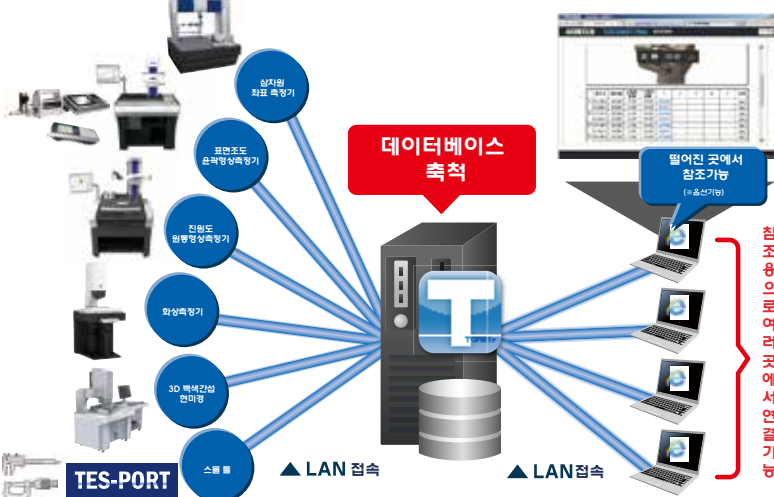 삼차원
좌표 측정기
표면조도
윤곽형상측정기
진원도
원통형상측정기
화상측정기
3D 백색간섭
현미경
스몰 툴
TES-PORT
데이터베이스
축척
T
▲ LAN 접속
▲ LAN접속
떨어진 곳에서
참조가능
(※옵션기능)
참조용으로 여러 곳에서 연결가능